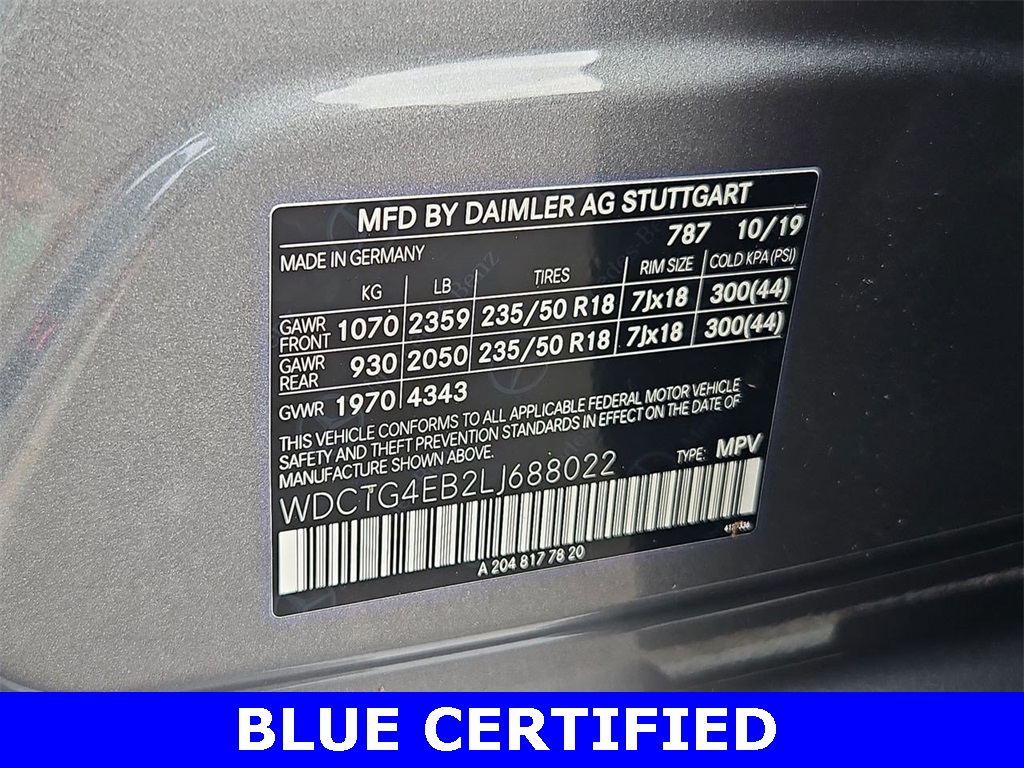 MFD BY DAIMLER AG STUTTGART
787 10/19
MADE IN GERMANY
KG LB TIRES RIM SIZE COLD KPA (PSI)
GAWR FRONT 1070 2359 235/50 R18 7Jx18 300(44)
GAWR REAR 930 2050 235/50 R18 7Jx18 300(44)
GVWR 1970 4343
THIS VEHICLE CONFORMS TO ALL APPLICABLE FEDERAL MOTOR VEHICLE
SAFETY AND THEFT PREVENTION STANDARDS IN EFFECT ON THE DATE OF
MANUFACTURE SHOWN ABOVE.
TYPE: MPV
WDCTG4EB2LJ688022
A 204 817 78 20
BLUE CERTIFIED